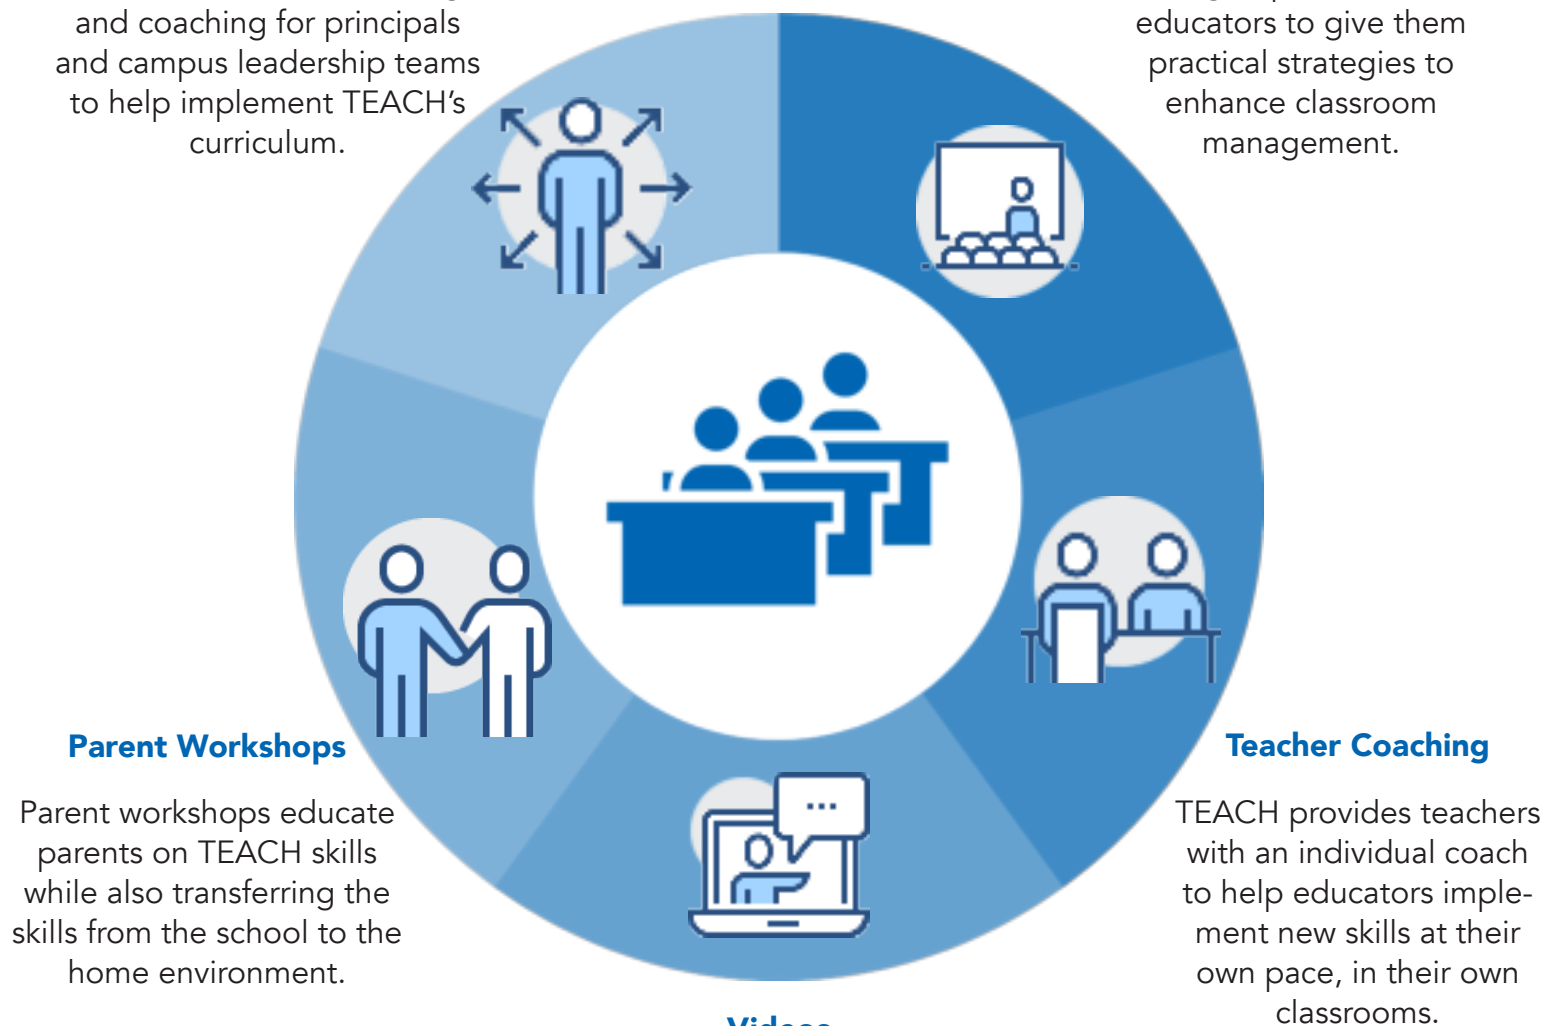 and coaching for principals
and campus leadership teams
to help implement TEACH's
curriculum.
educators to give them
practical strategies to
enhance classroom
management.
Parent Workshops
Parent workshops educate
parents on TEACH skills
while also transferring the
skills from the school to the
home environment.
Teacher Coaching
TEACH provides teachers
with an individual coach
to help educators imple-
ment new skills at their
own pace, in their own
classrooms.
Videos